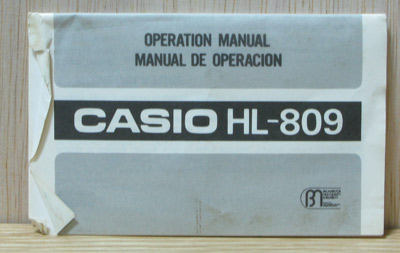 OPERATION MANUAL
MANUAL DE OPERACION
CASIO HL-809